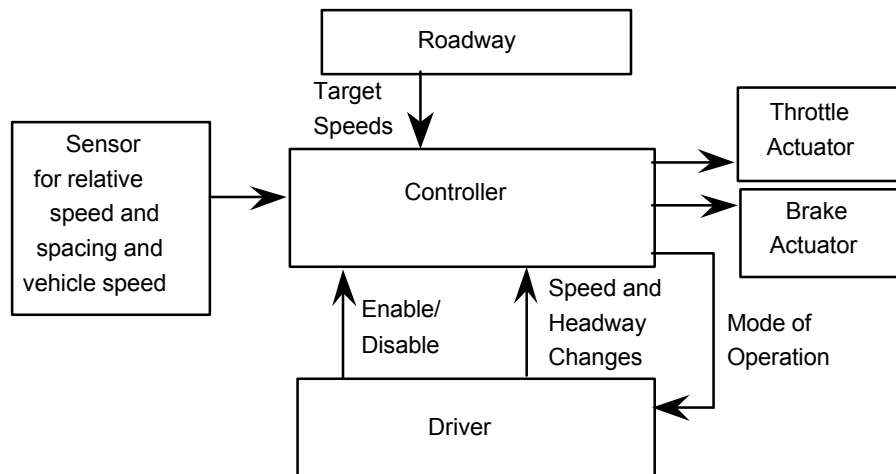 Roadway
Target
Speeds
Sensor
for relative
speed and
spacing and
vehicle speed
Controller
Throttle
Actuator
Brake
Actuator
Enable/
Disable
Speed and
Headway
Changes
Mode of
Operation
Driver